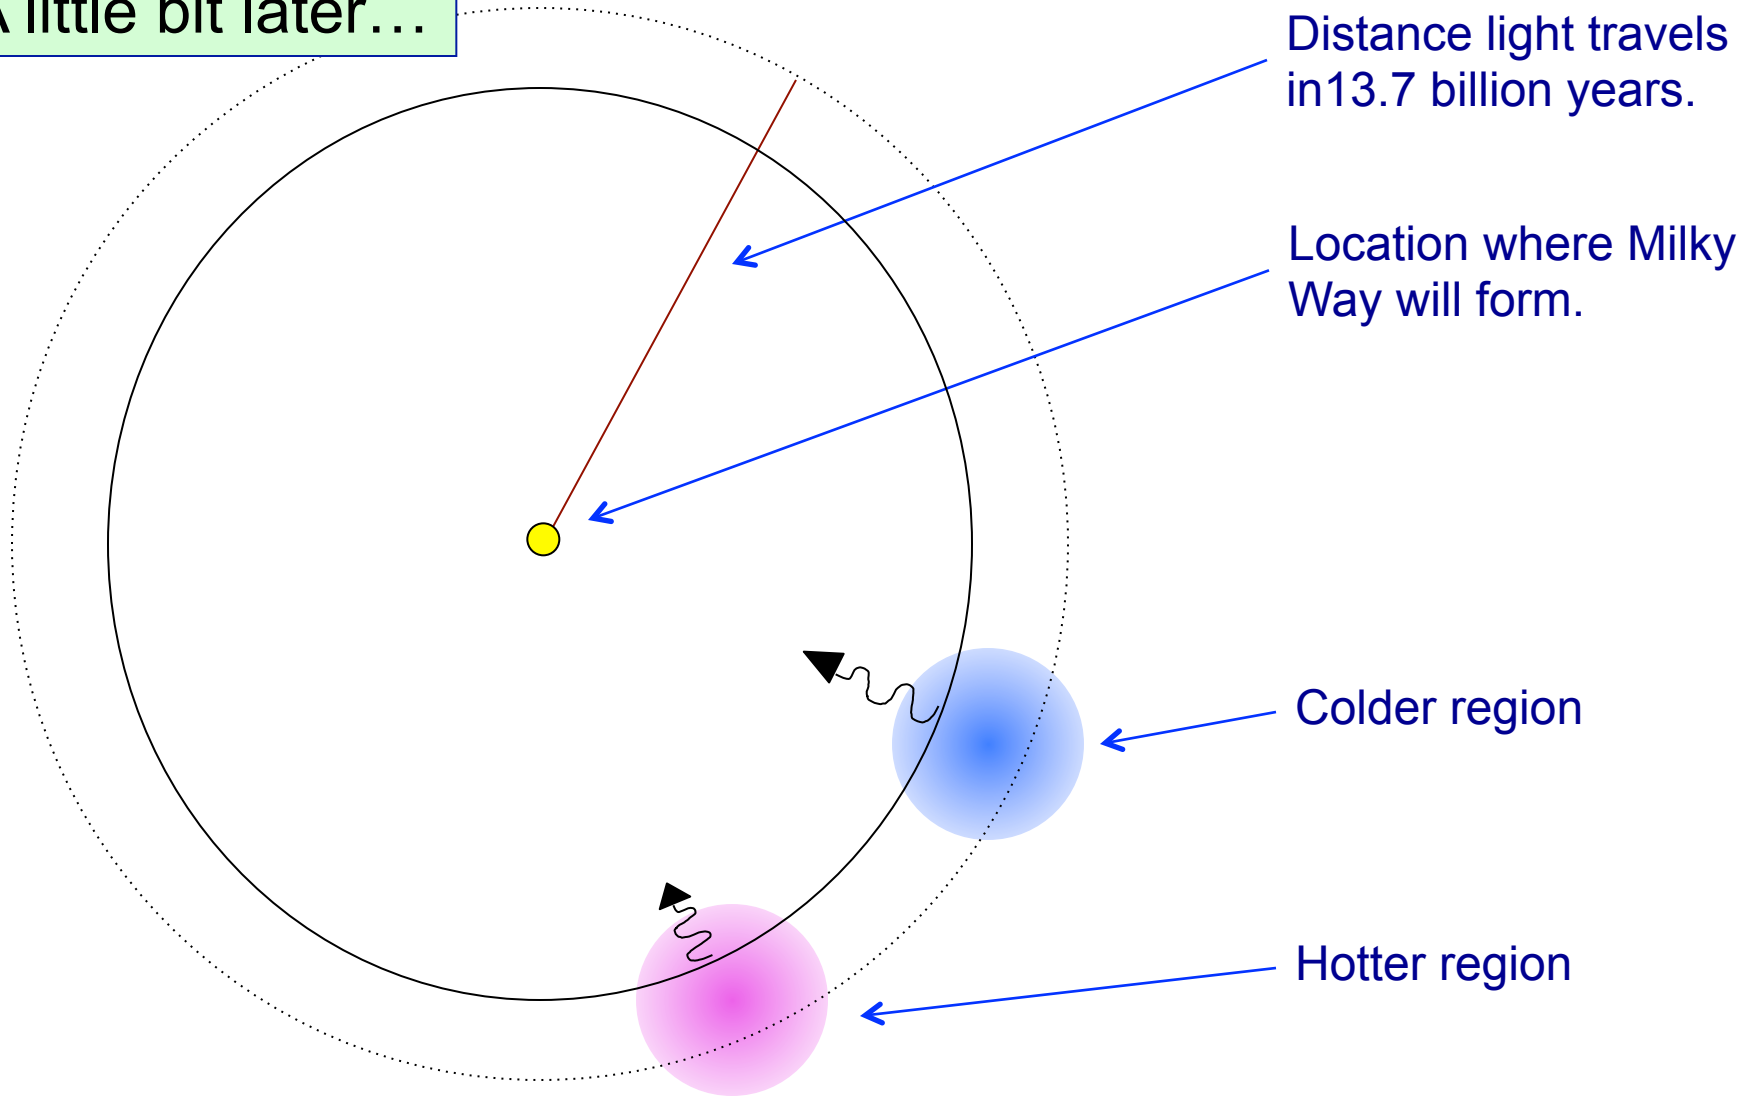 A little bit later…
Distance light travels
in13.7 billion years.
Location where Milky
Way will form.
Colder region
Hotter region